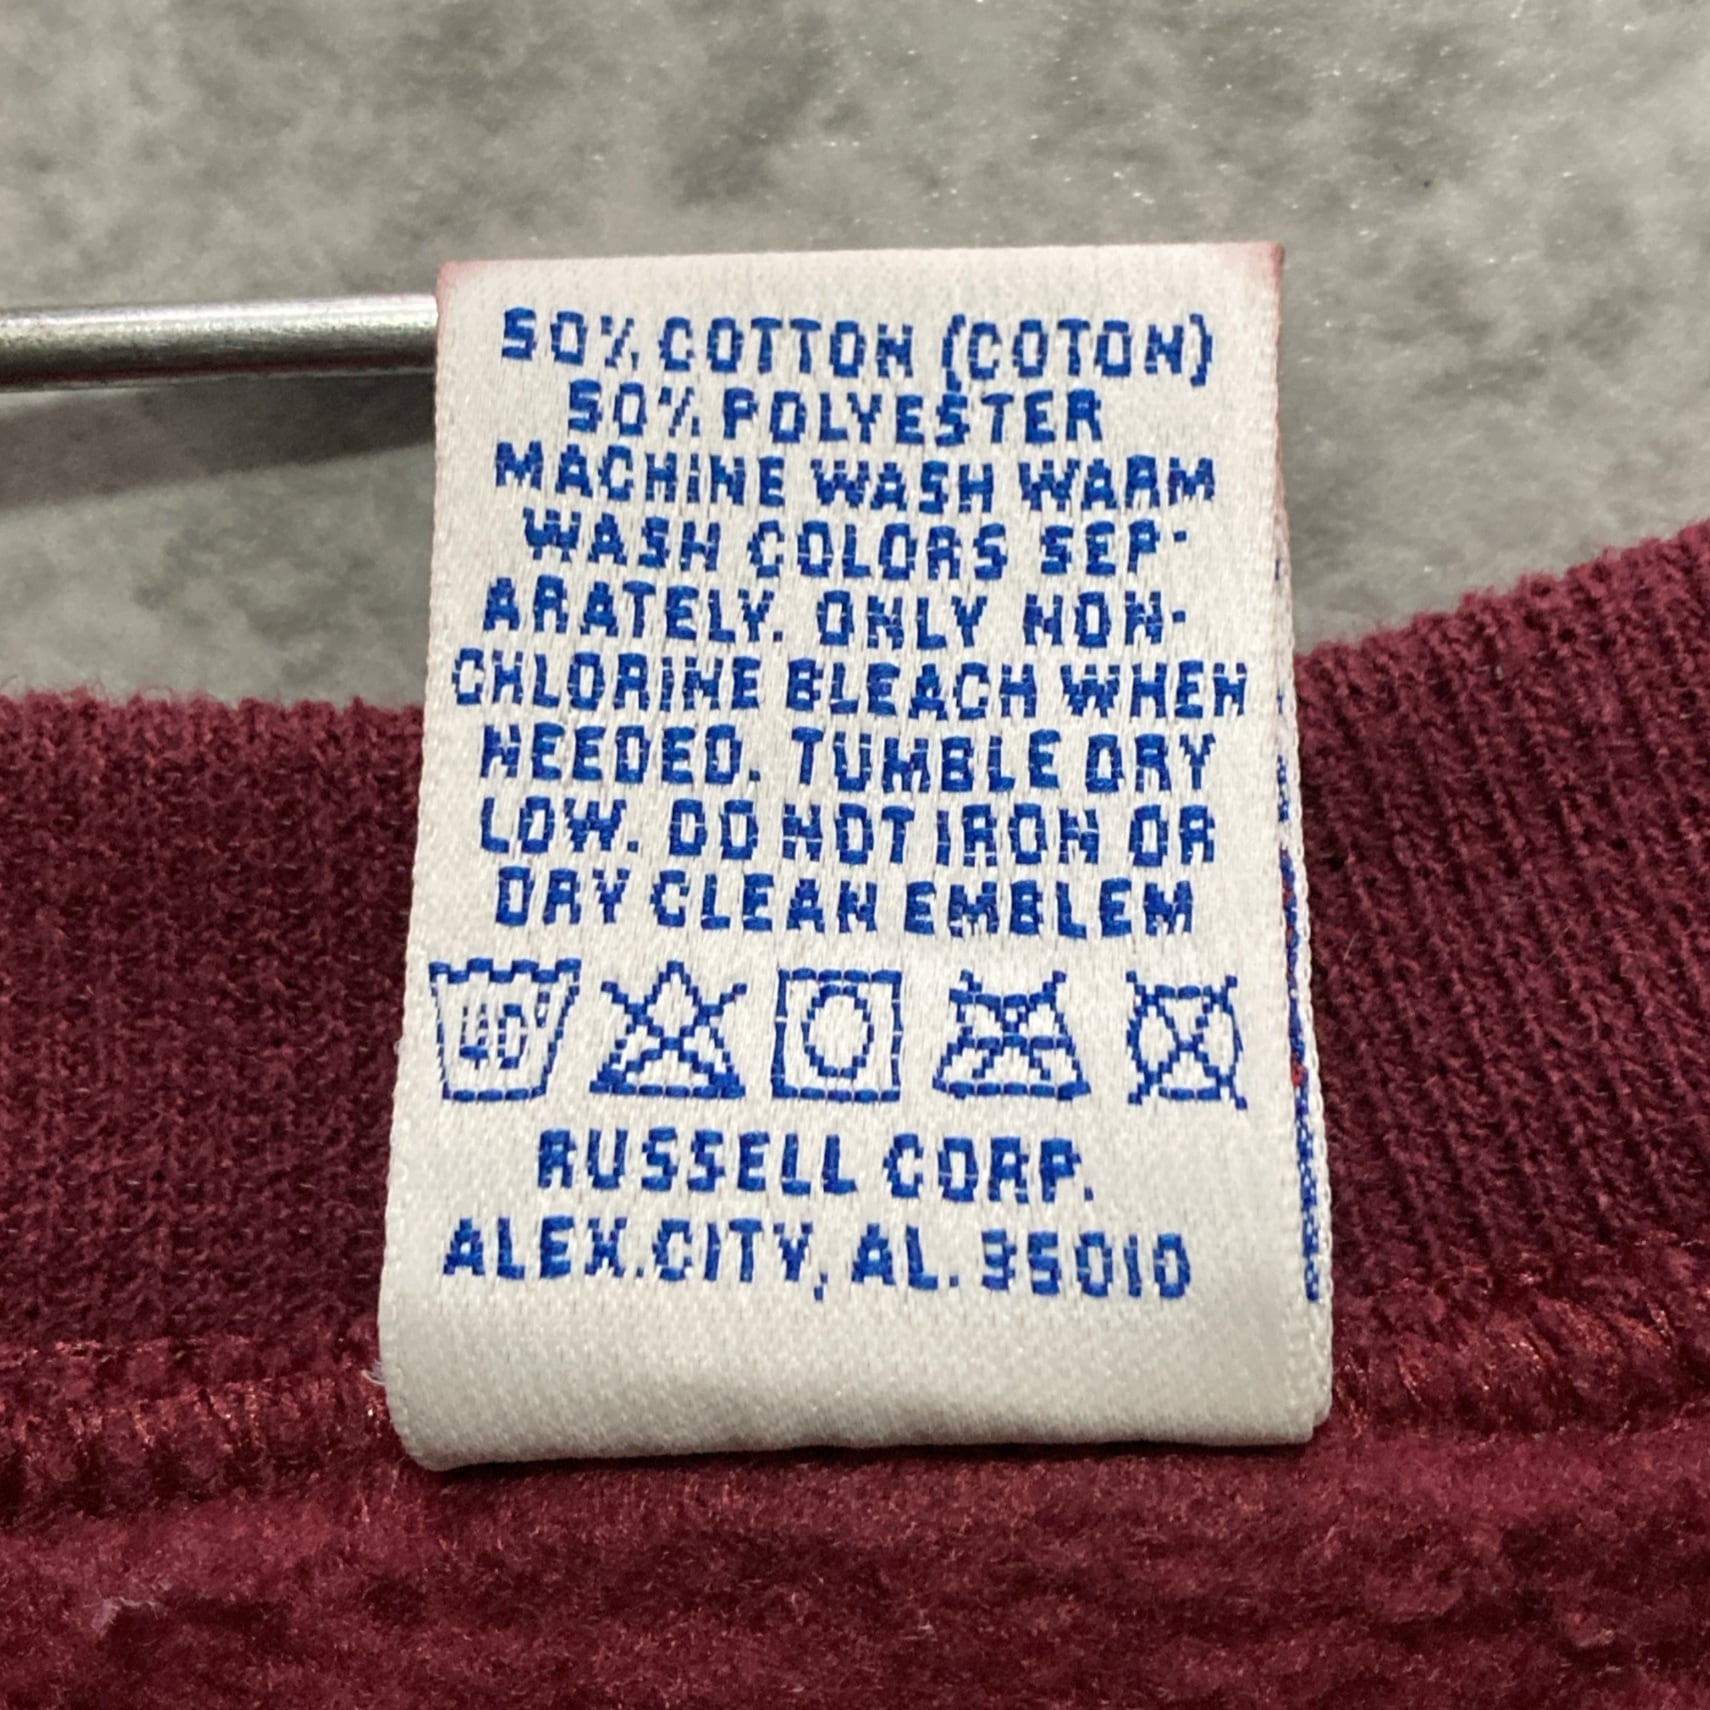 50% COTTON (COTON)
50% POLYESTER
MACHINE WASH WARM
WASH COLORS SEP-
ARATELY. ONLY NON-
CHLORINE BLEACH WHEN
NEEDED. TUMBLE DRY
LOW. DO NOT IRON OR
DRY CLEAN EMBLEM
40°
RUSSELL CORP.
ALEX.CITY, AL. 35010